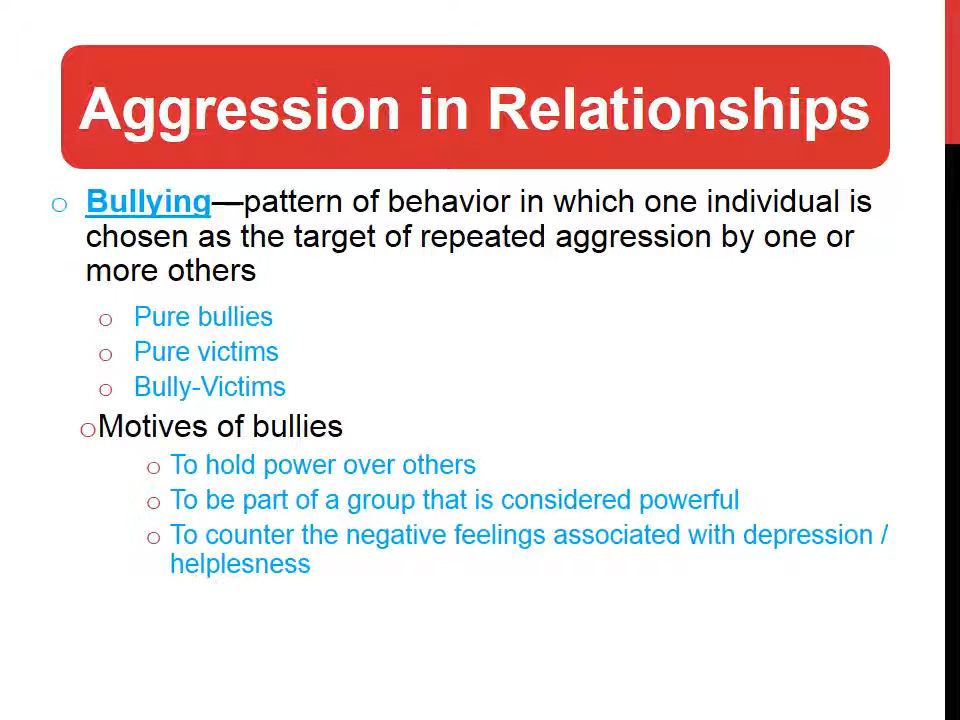 Aggression in Relationships
Bullying—pattern of behavior in which one individual is
chosen as the target of repeated aggression by one or
more others
Pure bullies
Pure victims
Bully-Victims
Motives of bullies
To hold power over others
To be part of a group that is considered powerful
To counter the negative feelings associated with depression /
helplesness